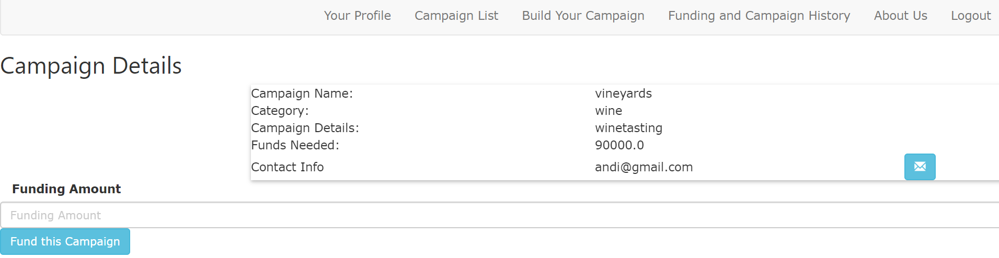 Your Profile Campaign List Build Your Campaign Funding and Campaign History About Us Logout
Campaign Details
Campaign Name: vineyards
Category: wine
Campaign Details: winetasting
Funds Needed: 90000.0
Contact Info andi@gmail.com
Funding Amount
Funding Amount
Fund this Campaign